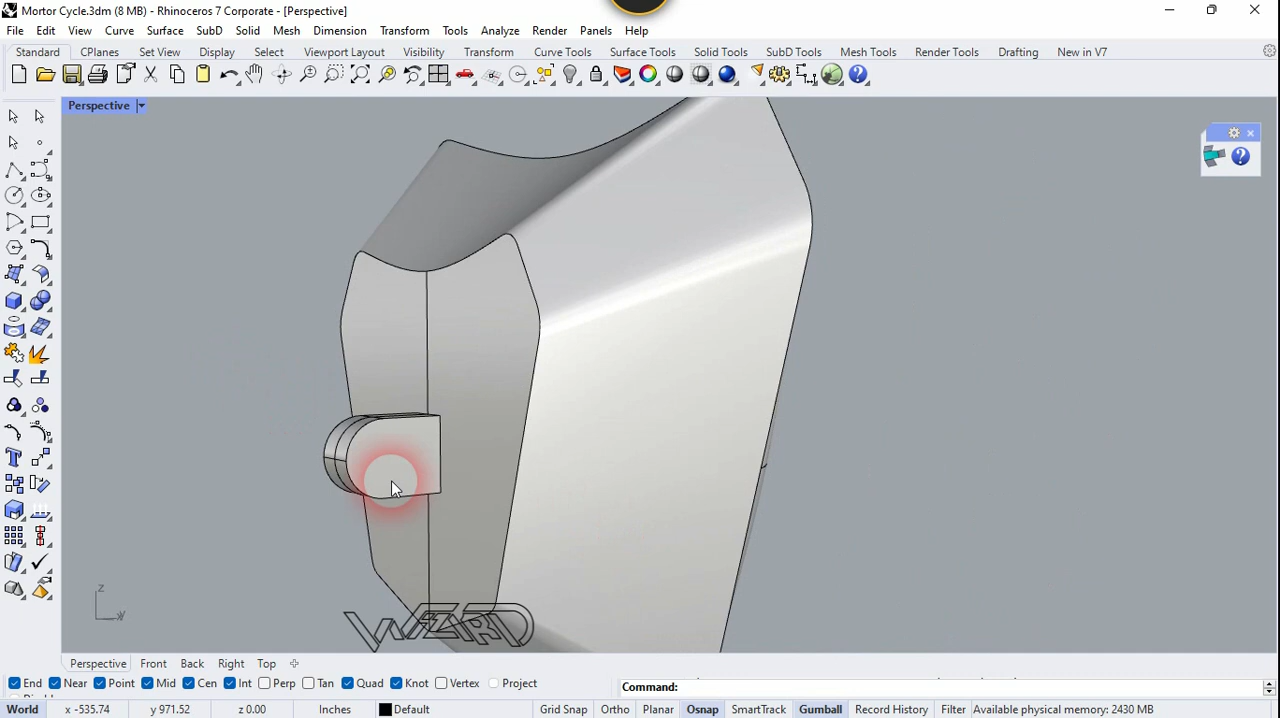 Mortor Cycle.3dm (8 MB) - Rhinoceros 7 Corporate - [Perspective]
File Edit View Curve Surface SubD Solid Mesh Dimension Transform Tools Analyze Render Panels Help
Standard CPlanes Set View Display Select Viewport Layout Visibility Transform Curve Tools Surface Tools Solid Tools SubD Tools Mesh Tools Render Tools Drafting New in V7
Perspective
z
y
Perspective Front Back Right Top
End Near Point Mid Cen Int Perp Tan Quad Knot Vertex Project
Command:
World x -535.74 y 971.52 z 0.00 Inches Default Grid Snap Ortho Planar Osnap SmartTrack Gumball Record History Filter Available physical memory: 2430 MB